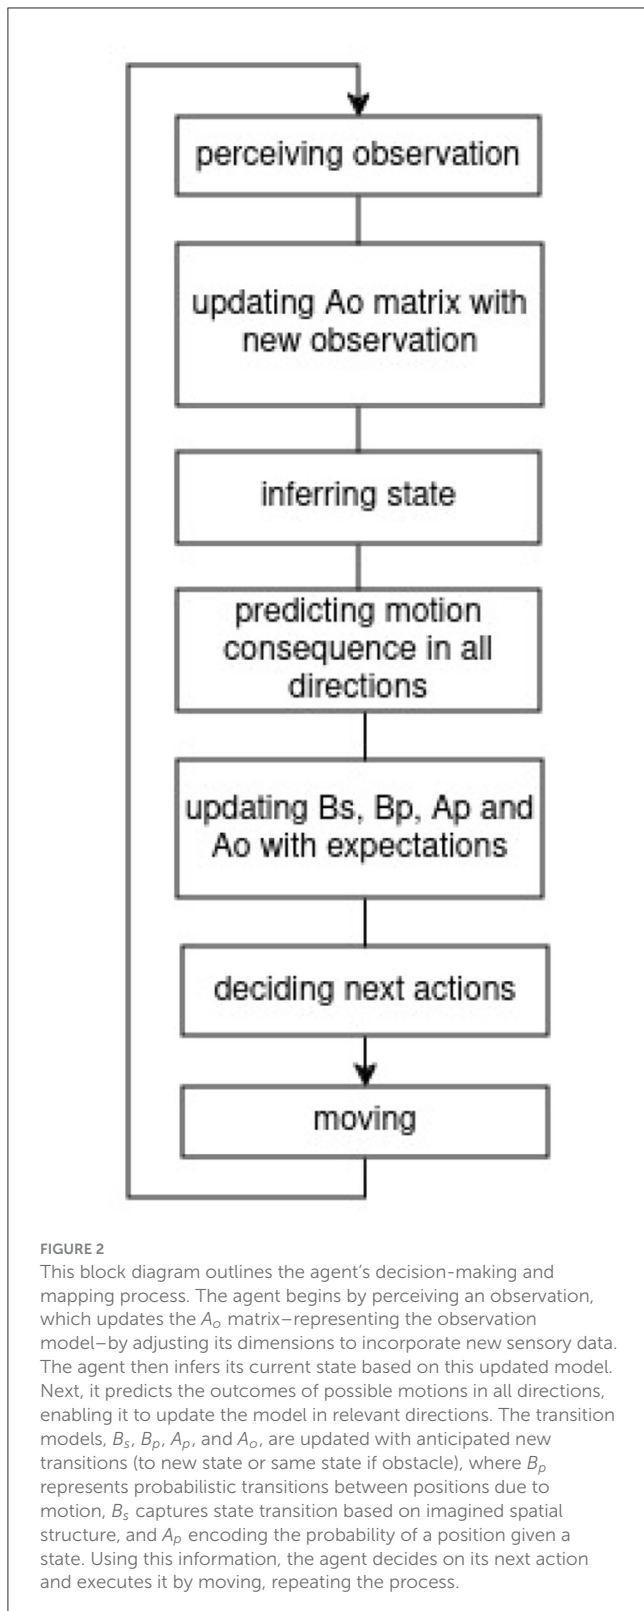 perceiving observation
updating Ao matrix with
new observation
inferring state
predicting motion
consequence in all
directions
updating Bs, Bp, Ap and
Ao with expectations
deciding next actions
moving
FIGURE 2
This block diagram outlines the agent's decision-making and
mapping process. The agent begins by perceiving an observation,
which updates the Ao matrix–representing the observation
model–by adjusting its dimensions to incorporate new sensory data.
The agent then infers its current state based on this updated model.
Next, it predicts the outcomes of possible motions in all directions,
enabling it to update the model in relevant directions. The transition
models, Bs, Bp, Ap, and Ao, are updated with anticipated new
transitions (to new state or same state if obstacle), where Bp
represents probabilistic transitions between positions due to
motion, Bs captures state transition based on imagined spatial
structure, and Ap encoding the probability of a position given a
state. Using this information, the agent decides on its next action
and executes it by moving, repeating the process.